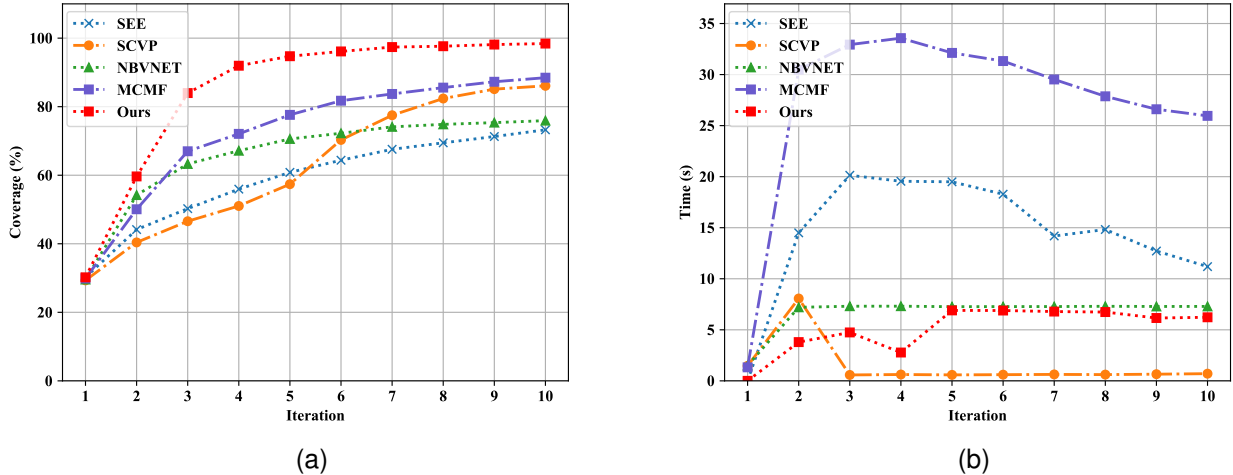 SEE
SCVP
NBVNET
MCMF
Ours
100
80
60
40
20
0
Coverage (%)
1 2 3 4 5 6 7 8 9 10
Iteration
(a)
SEE
SCVP
NBVNET
MCMF
Ours
35
30
25
20
15
10
5
0
Time (s)
1 2 3 4 5 6 7 8 9 10
Iteration
(b)